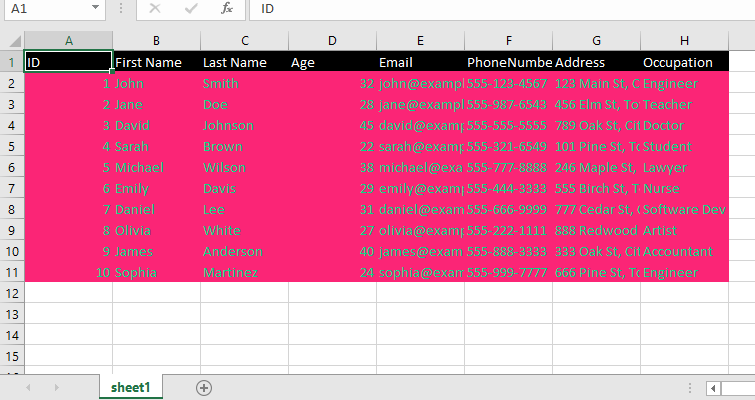 A1 fx ID
A B C D E F G H
1 ID First Name Last Name Age Email PhoneNumbe Address Occupation
2 1 John Smith 32 john@exampl 555-123-4567 123 Main St, C Engineer
3 2 Jane Doe 28 jane@examp 555-987-6543 456 Elm St, To Teacher
4 3 David Johnson 45 david@examp 555-555-5555 789 Oak St, Cit Doctor
5 4 Sarah Brown 22 sarah@examp 555-321-6549 101 Pine St, To Student
6 5 Michael Wilson 38 michael@exa 555-777-8888 246 Maple St, Lawyer
7 6 Emily Davis 29 emily@examp 555-444-3333 555 Birch St, T Nurse
8 7 Daniel Lee 31 daniel@exam 555-666-9999 777 Cedar St, Software Dev
9 8 Olivia White 27 olivia@examp 555-222-1111 888 Redwood Artist
10 9 James Anderson 40 james@exam 555-888-3333 333 Oak St, Cit Accountant
11 10 Sophia Martinez 24 sophia@exam 555-999-7777 666 Pine St, To Engineer
12
13
14
15
sheet1